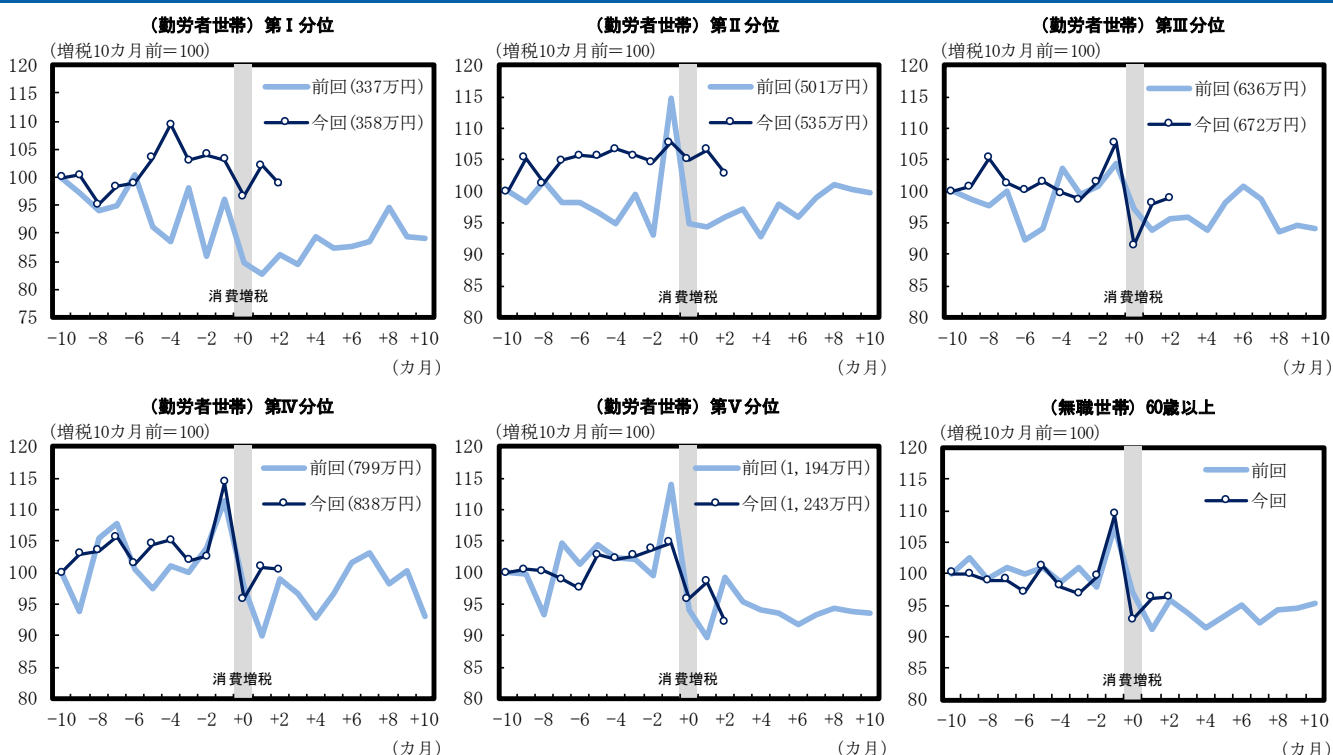 (勤労者世帯) 第Ⅰ分位
(増税10カ月前=100)
120
115
110
105
100
95
90
85
80
75
前回(337万円)
今回(358万円)
消費増税
-10 -8 -6 -4 -2 +0 +2 +4 +6 +8 +10
(カ月)
(勤労者世帯) 第Ⅱ分位
(増税10カ月前=100)
120
115
110
105
100
95
90
85
80
前回(501万円)
今回(535万円)
消費増税
-10 -8 -6 -4 -2 +0 +2 +4 +6 +8 +10
(カ月)
(勤労者世帯) 第Ⅲ分位
(増税10カ月前=100)
120
115
110
105
100
95
90
85
80
前回(636万円)
今回(672万円)
消費増税
-10 -8 -6 -4 -2 +0 +2 +4 +6 +8 +10
(カ月)
(勤労者世帯) 第Ⅳ分位
(増税10カ月前=100)
120
115
110
105
100
95
90
85
80
前回(799万円)
今回(838万円)
消費増税
-10 -8 -6 -4 -2 +0 +2 +4 +6 +8 +10
(カ月)
(勤労者世帯) 第Ⅴ分位
(増税10カ月前=100)
120
115
110
105
100
95
90
85
80
前回(1,194万円)
今回(1,243万円)
消費増税
-10 -8 -6 -4 -2 +0 +2 +4 +6 +8 +10
(カ月)
(無職世帯) 60歳以上
(増税10カ月前=100)
120
115
110
105
100
95
90
85
80
前回
今回
消費増税
-10 -8 -6 -4 -2 +0 +2 +4 +6 +8 +10
(カ月)